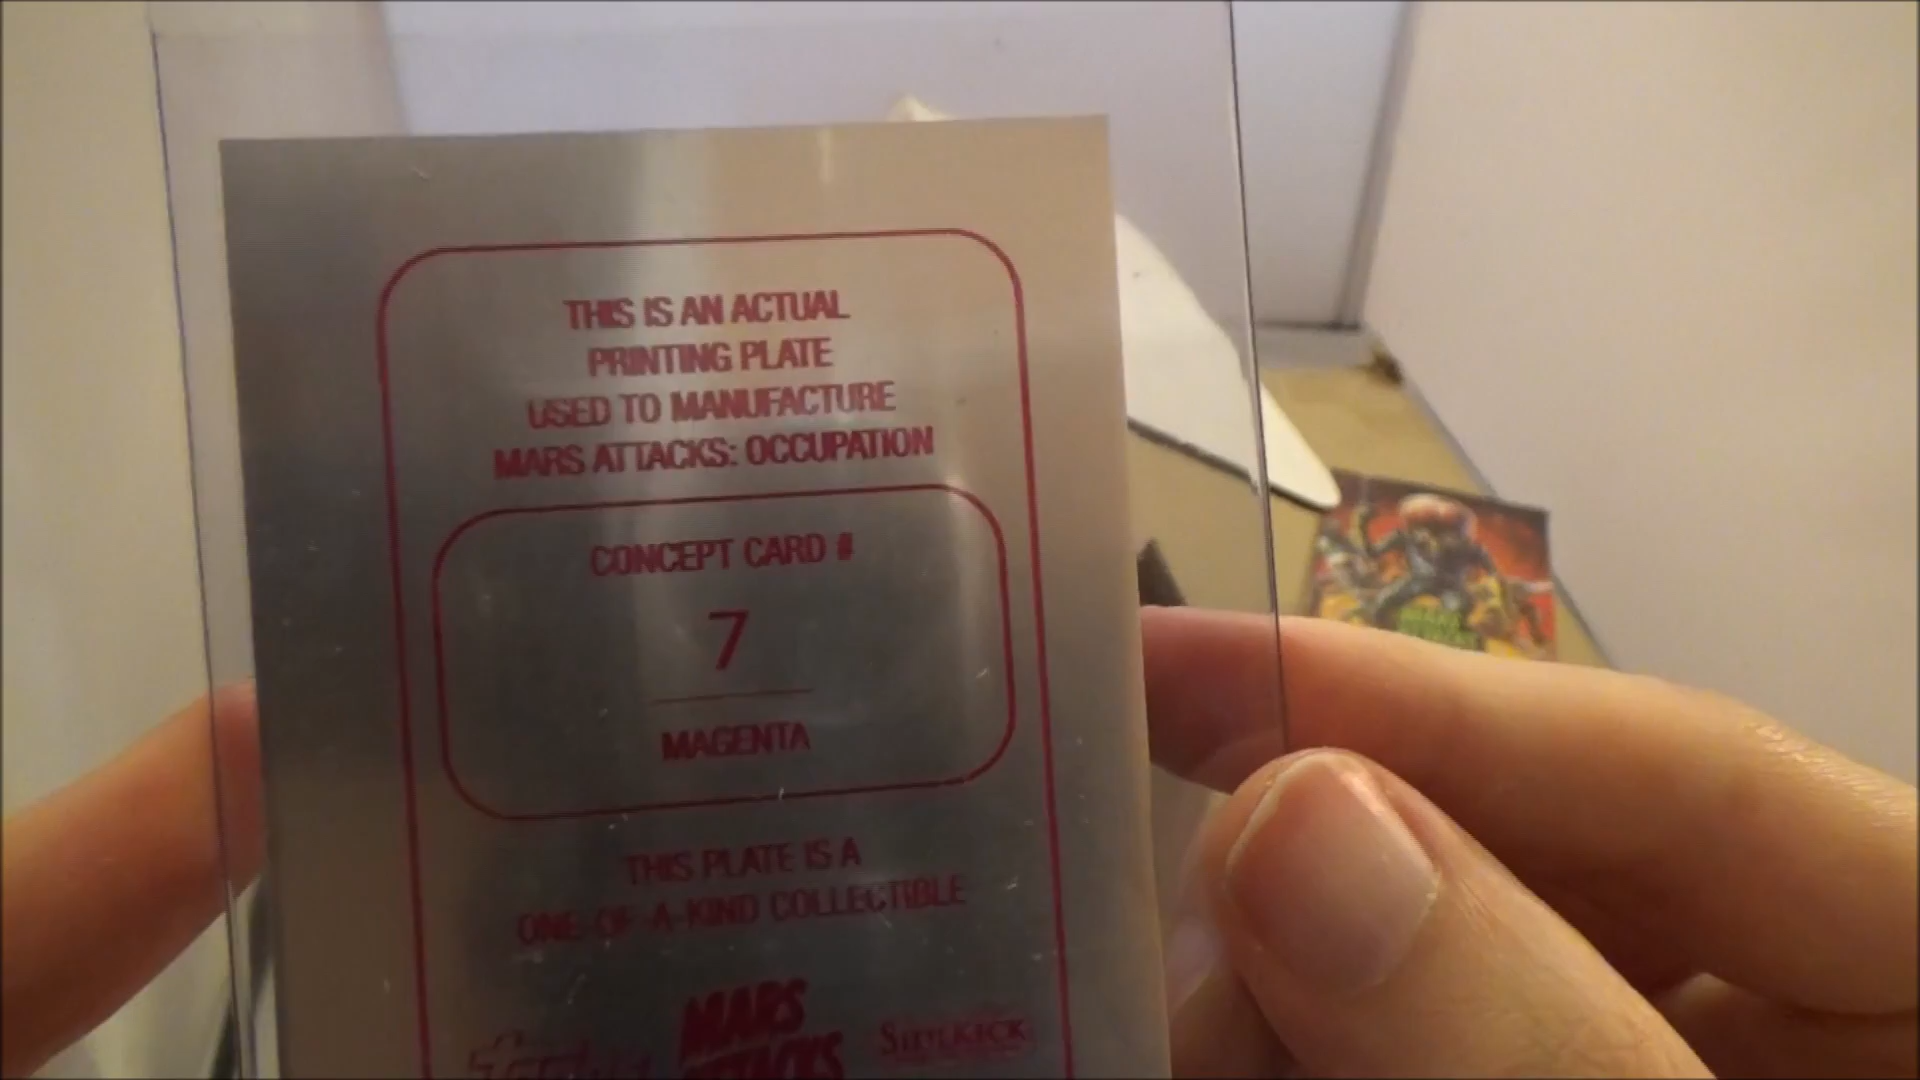 THIS IS AN ACTUAL
PRINTING PLATE
USED TO MANUFACTURE
MARS ATTACKS: OCCUPATION
CONCEPT CARD #
7
MAGENTA
THIS PLATE IS A
ONE-OF-A-KIND COLLECTIBLE
MARS
ATTACKS
SIDEKICK